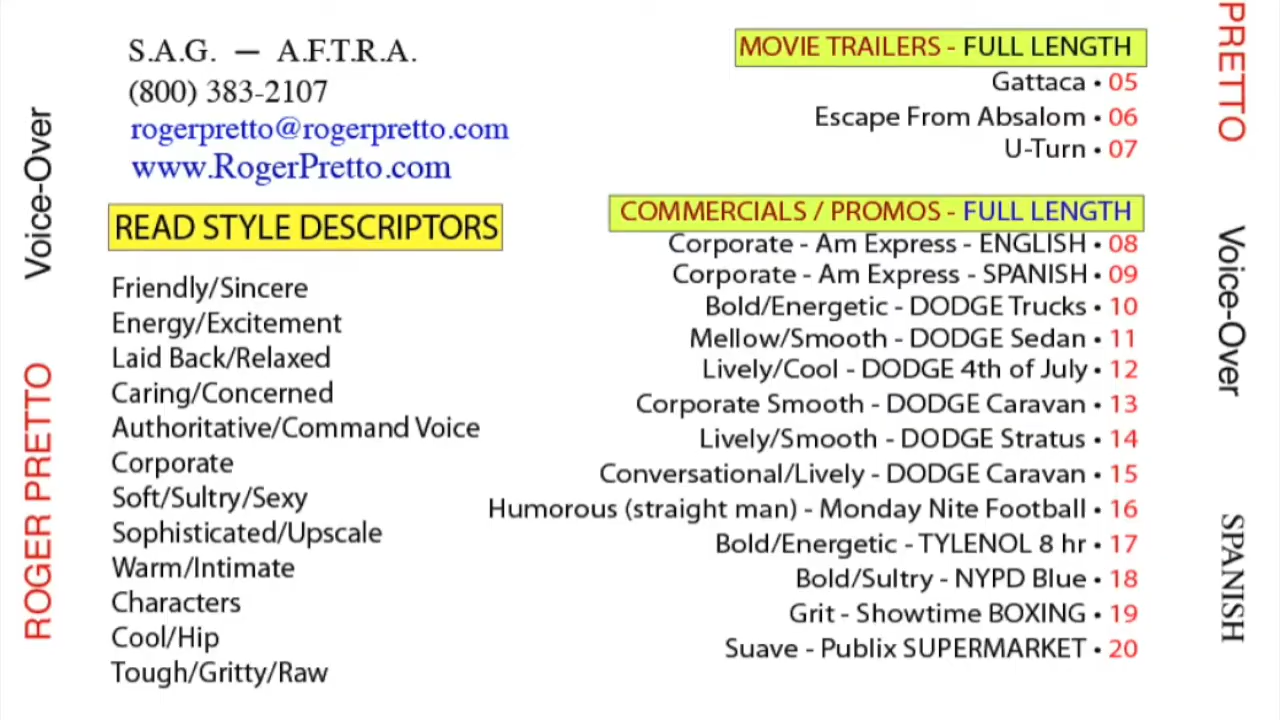 S.A.G. — A.F.T.R.A.
(800) 383-2107
rogerpretto@rogerpretto.com
www.RogerPretto.com
READ STYLE DESCRIPTORS
Friendly/Sincere
Energy/Excitement
Laid Back/Relaxed
Caring/Concerned
Authoritative/Command Voice
Corporate
Soft/Sultry/Sexy
Sophisticated/Upscale
Warm/Intimate
Characters
Cool/Hip
Tough/Gritty/Raw
MOVIE TRAILERS - FULL LENGTH
Gattaca • 05
Escape From Absalom • 06
U-Turn • 07
COMMERCIALS / PROMOS - FULL LENGTH
Corporate - Am Express - ENGLISH • 08
Corporate - Am Express - SPANISH • 09
Bold/Energetic - DODGE Trucks • 10
Mellow/Smooth - DODGE Sedan • 11
Lively/Cool - DODGE 4th of July • 12
Corporate Smooth - DODGE Caravan • 13
Lively/Smooth - DODGE Stratus • 14
Conversational/Lively - DODGE Caravan • 15
Humorous (straight man) - Monday Nite Football • 16
Bold/Energetic - TYLENOL 8 hr • 17
Bold/Sultry - NYPD Blue • 18
Grit - Showtime BOXING • 19
Suave - Publix SUPERMARKET • 20
ROGER PRETTO Voice-Over
PRETTO Voice-Over SPANISH